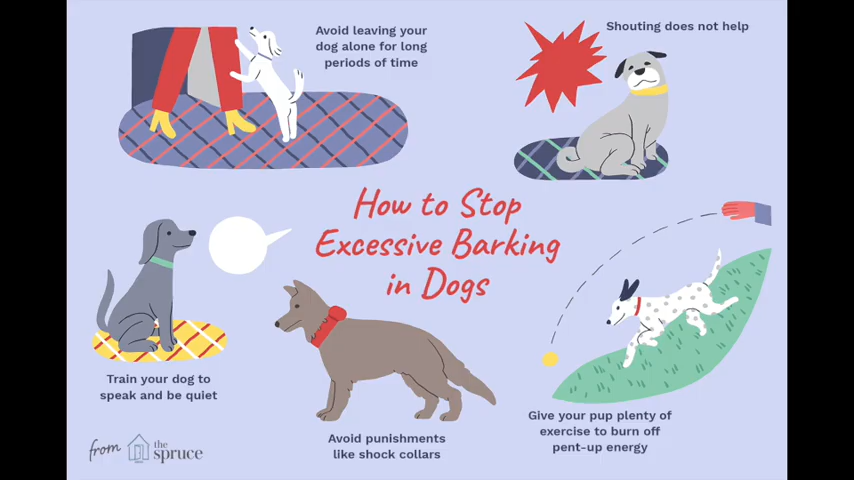 Avoid leaving your
dog alone for long
periods of time
Shouting does not help
How to Stop
Excessive Barking
in Dogs
Train your dog to
speak and be quiet
Avoid punishments
like shock collars
Give your pup plenty of
exercise to burn off
pent-up energy
from the spruce